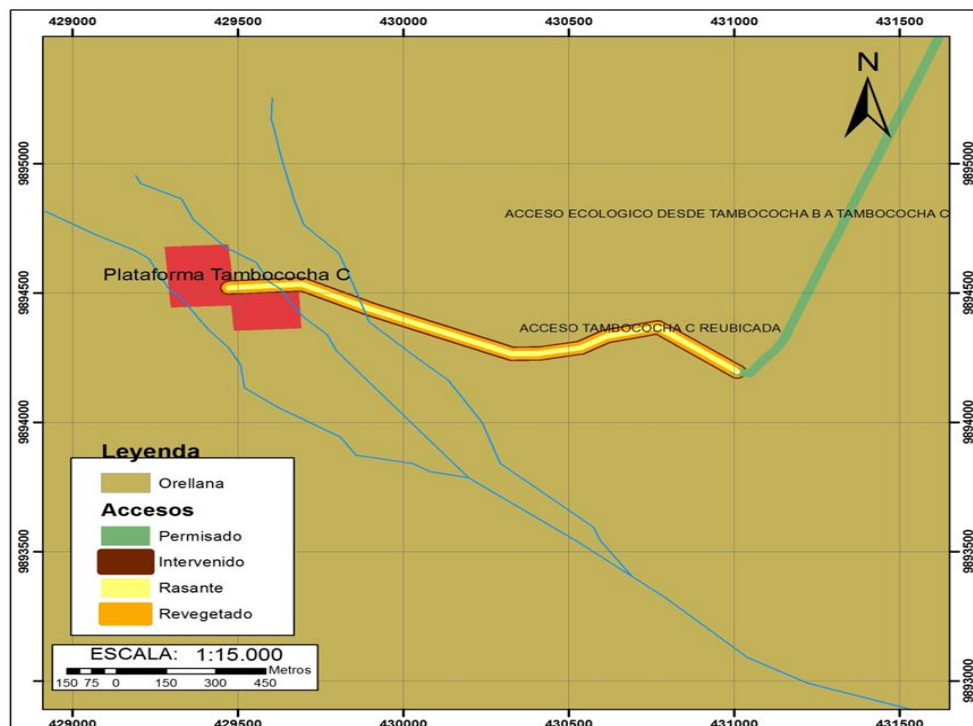 429000 429500 430000 430500 431000 431500
N
9895000 9895000
ACCESO ECOLOGICO DESDE TAMBOCOCHA B A TAMBOCOCHA C
Plataforma Tambococha C
9894500 9894500
ACCESO TAMBOCOCHA C REUBICADA
9894000 9894000
Leyenda
Orellana
Accesos
Permisado
Intervenido
Rasante
Revegetado
9893500 9893500
ESCALA: 1:15.000
Metros
150 75 0 150 300 450
9893000 9893000
429000 429500 430000 430500 431000 431500